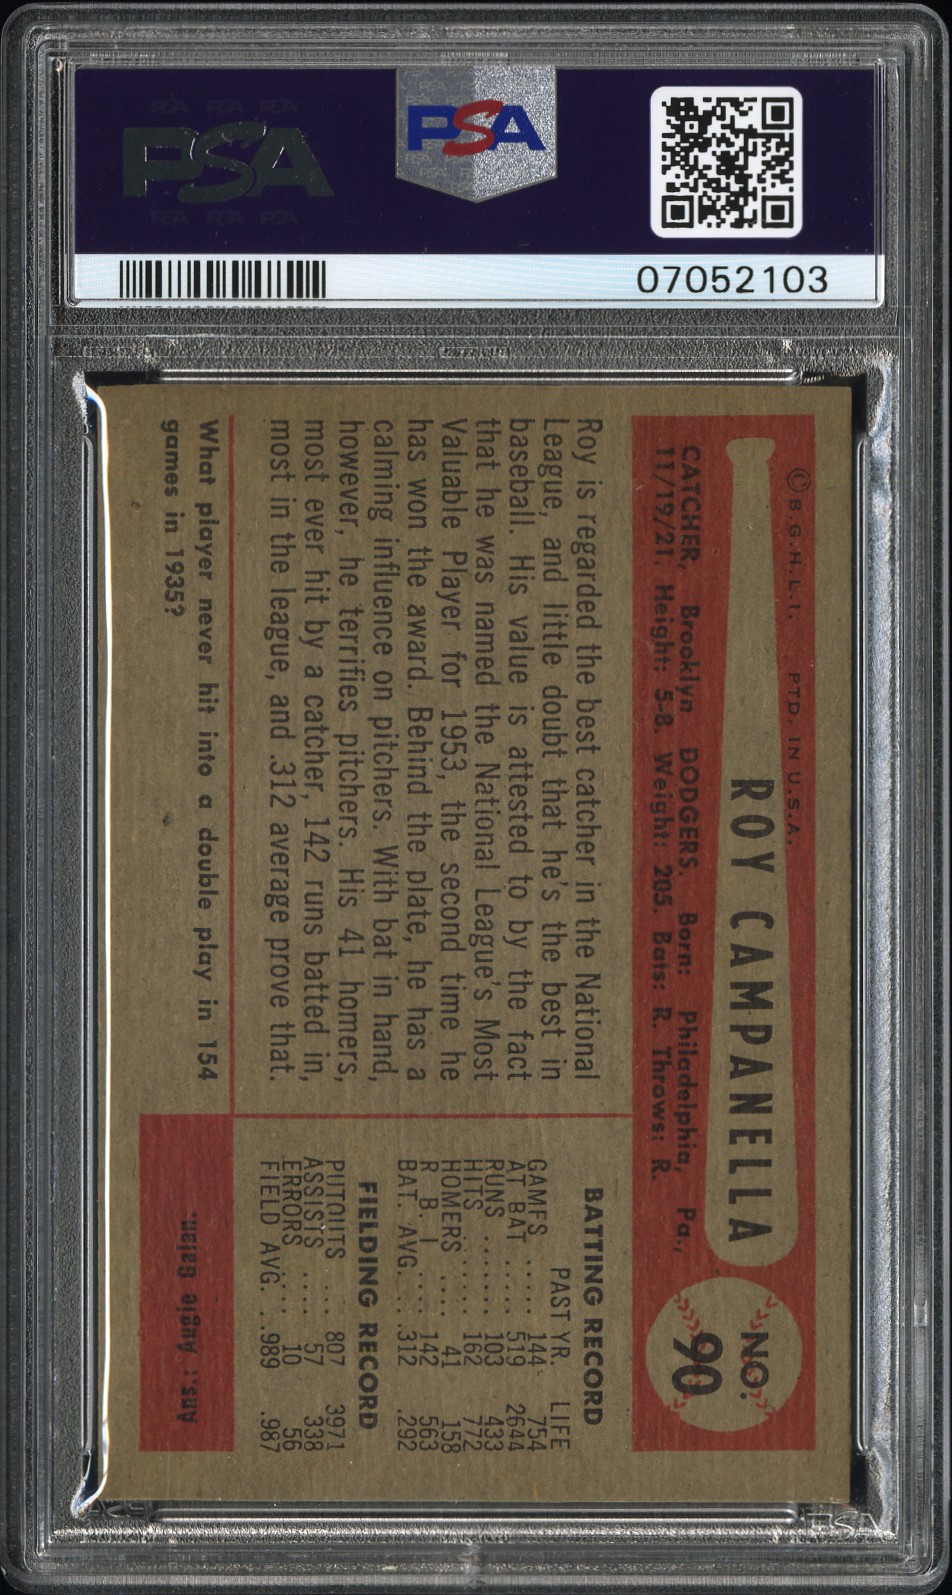 PSA
PSA
07052103
© B.G.H.L.I. PTD. IN U.S.A.
ROY CAMPANELLA
NO.
90
CATCHER, Brooklyn DODGERS. Born: Philadelphia, Pa.,
11/19/21. Height: 5-8. Weight: 205. Bats: R. Throws: R.
Roy is regarded the best catcher in the National
League, and little doubt that he's the best in
baseball. His value is attested to by the fact
that he was named the National League's Most
Valuable Player for 1953, the second time he
has won the award. Behind the plate, he has a
calming influence on pitchers. With bat in hand,
however, he terrifies pitchers. His 41 homers,
most ever hit by a catcher, 142 runs batted in,
most in the league, and .312 average prove that.
BATTING RECORD
PAST YR. LIFE
GAMES 144 754
AT BAT ..... 519 2644
RUNS ....... 103 433
HITS ....... 162 772
HOMERS .... 41 158
R. B. I. ..... 142 563
BAT. AVG. .. .312 .292
FIELDING RECORD
PUTOUTS ... 807 3971
ASSISTS .... 57 338
ERRORS .... 10 56
FIELD AVG. .989 .987
What player never hit into a double play in 154
games in 1935?
Ans.: Augie Galan.
PSA